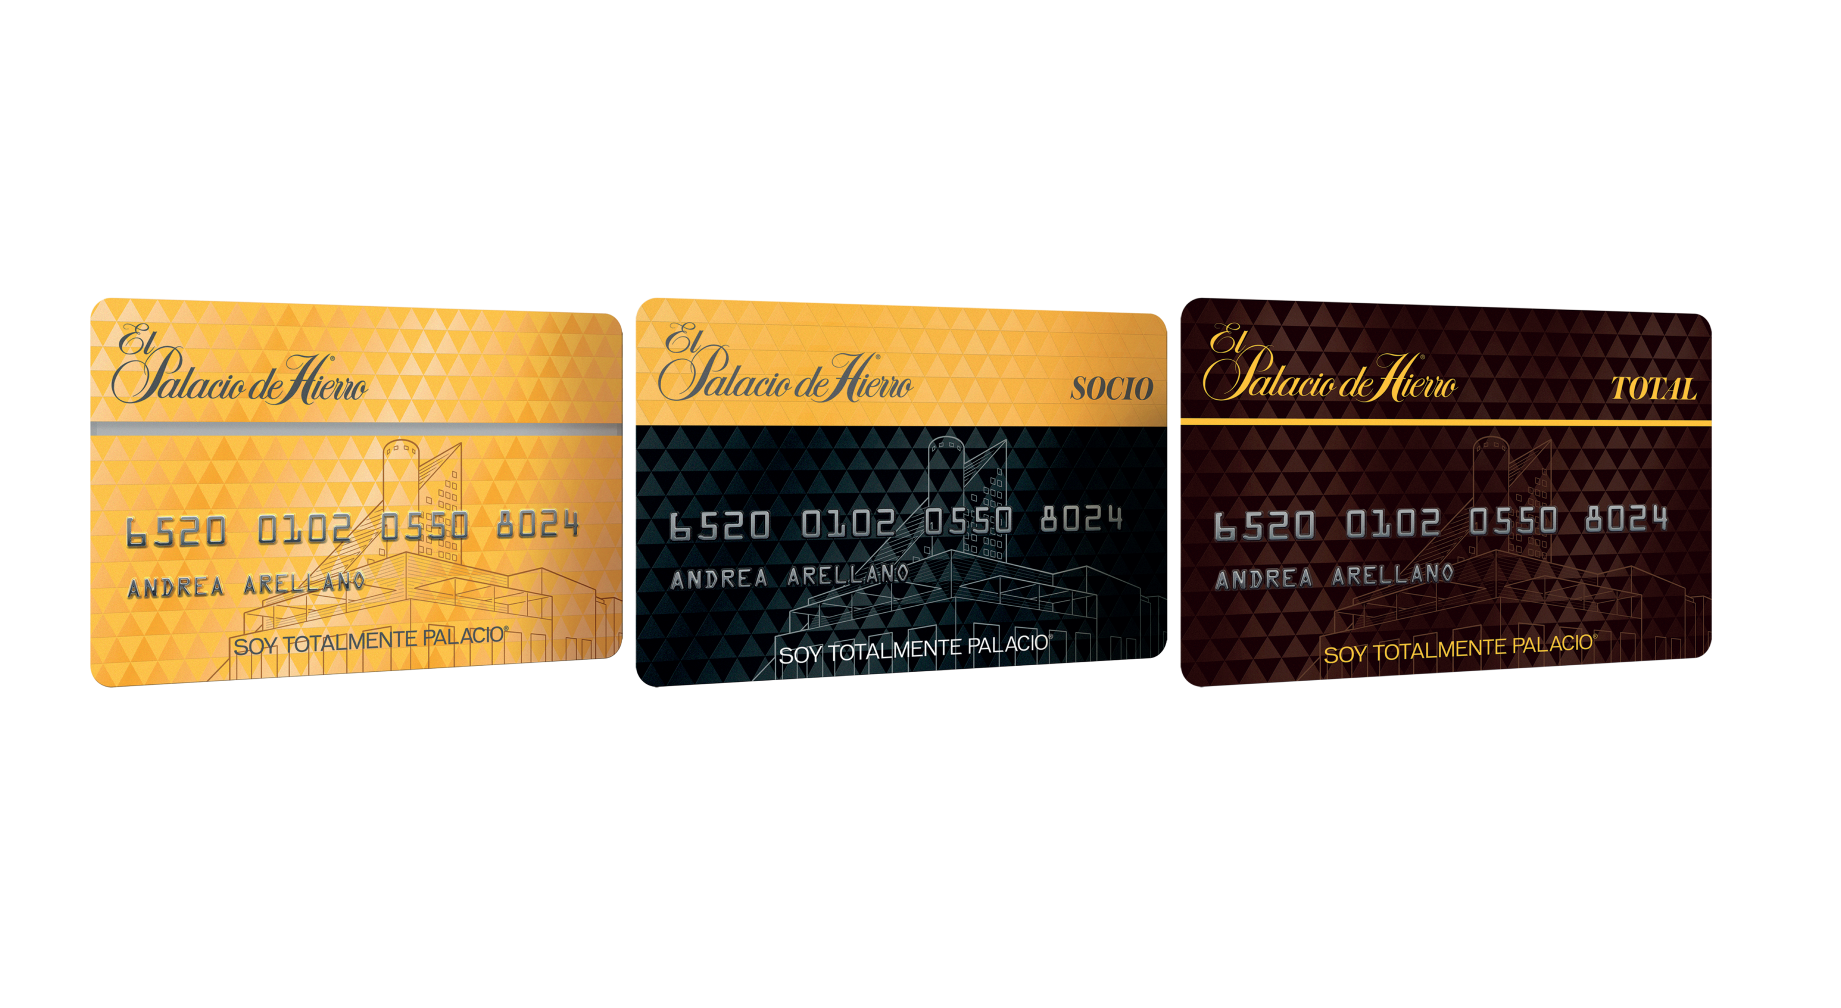 El
Palacio de Hierro®
6520 0102 0550 8024
ANDREA ARELLANO
SOY TOTALMENTE PALACIO®
El
Palacio de Hierro®
SOCIO
6520 0102 0550 8024
ANDREA ARELLANO
SOY TOTALMENTE PALACIO®
El
Palacio de Hierro®
TOTAL
6520 0102 0550 8024
ANDREA ARELLANO
SOY TOTALMENTE PALACIO®